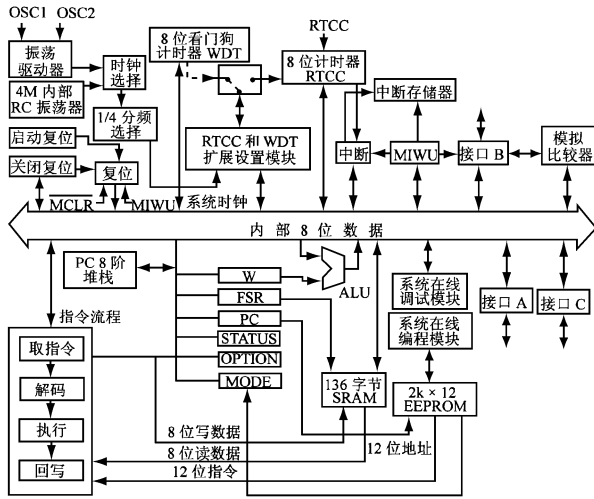 OSC1 OSC2
振荡
驱动器
4M 内部
RC 振荡器
时钟
选择
1/4 分频
选择
启动复位
关闭复位
复位
MCLR
MIWU
8 位看门狗
计时器 WDT
RTCC
8 位计时器
RTCC
RTCC 和 WDT
扩展设置模块
系统时钟
中断存储器
中断
MIWU
接口 B
模拟
比较器
内部 8 位数据
PC 8 阶
堆栈
W
FSR
PC
STATUS
OPTION
MODE
ALU
系统在线
调试模块
系统在线
编程模块
接口 A
接口 C
指令流程
取指令
解码
执行
回写
136 字节
SRAM
2k × 12
EEPROM
8 位写数据
12 位地址
8 位读数据
12 位指令